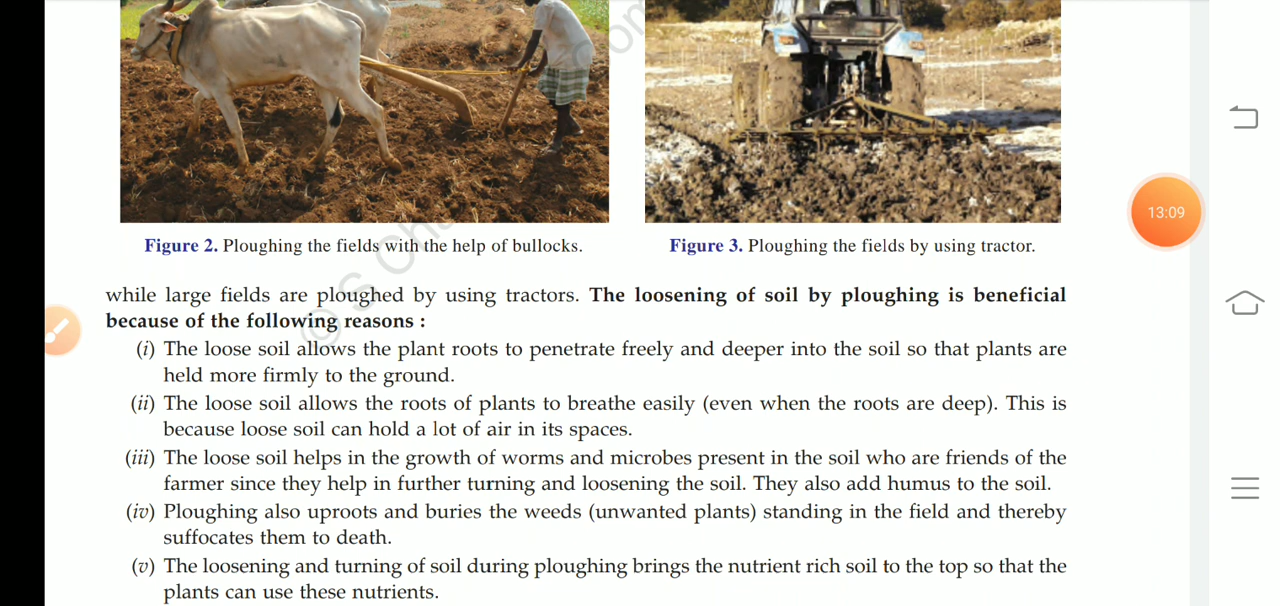 Figure 2. Ploughing the fields with the help of bullocks.
Figure 3. Ploughing the fields by using tractor.
13:09
while large fields are ploughed by using tractors. The loosening of soil by ploughing is beneficial
because of the following reasons :
(i) The loose soil allows the plant roots to penetrate freely and deeper into the soil so that plants are
held more firmly to the ground.
(ii) The loose soil allows the roots of plants to breathe easily (even when the roots are deep). This is
because loose soil can hold a lot of air in its spaces.
(iii) The loose soil helps in the growth of worms and microbes present in the soil who are friends of the
farmer since they help in further turning and loosening the soil. They also add humus to the soil.
(iv) Ploughing also uproots and buries the weeds (unwanted plants) standing in the field and thereby
suffocates them to death.
(v) The loosening and turning of soil during ploughing brings the nutrient rich soil to the top so that the
plants can use these nutrients.